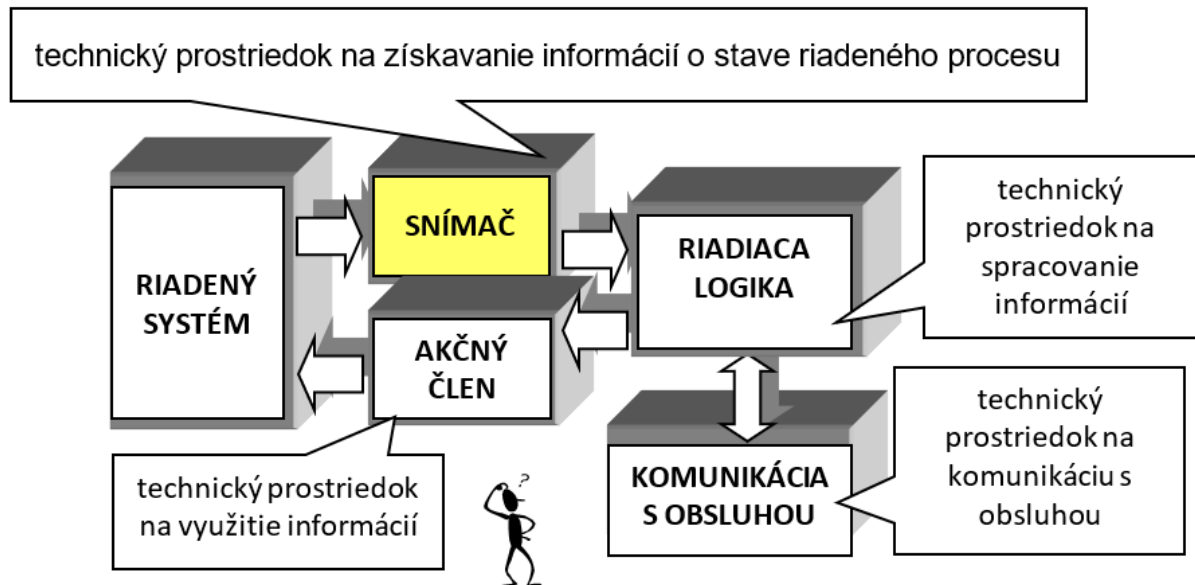 technický prostriedok na získavanie informácií o stave riadeného procesu
RIADENÝ
SYSTÉM
SNÍMAČ
AKČNÝ
ČLEN
RIADIACA
LOGIKA
technický
prostriedok na
spracovanie
informácií
technický prostriedok
na využitie informácií
?
KOMUNIKÁCIA
S OBSLUHOU
technický
prostriedok na
komunikáciu s
obsluhou